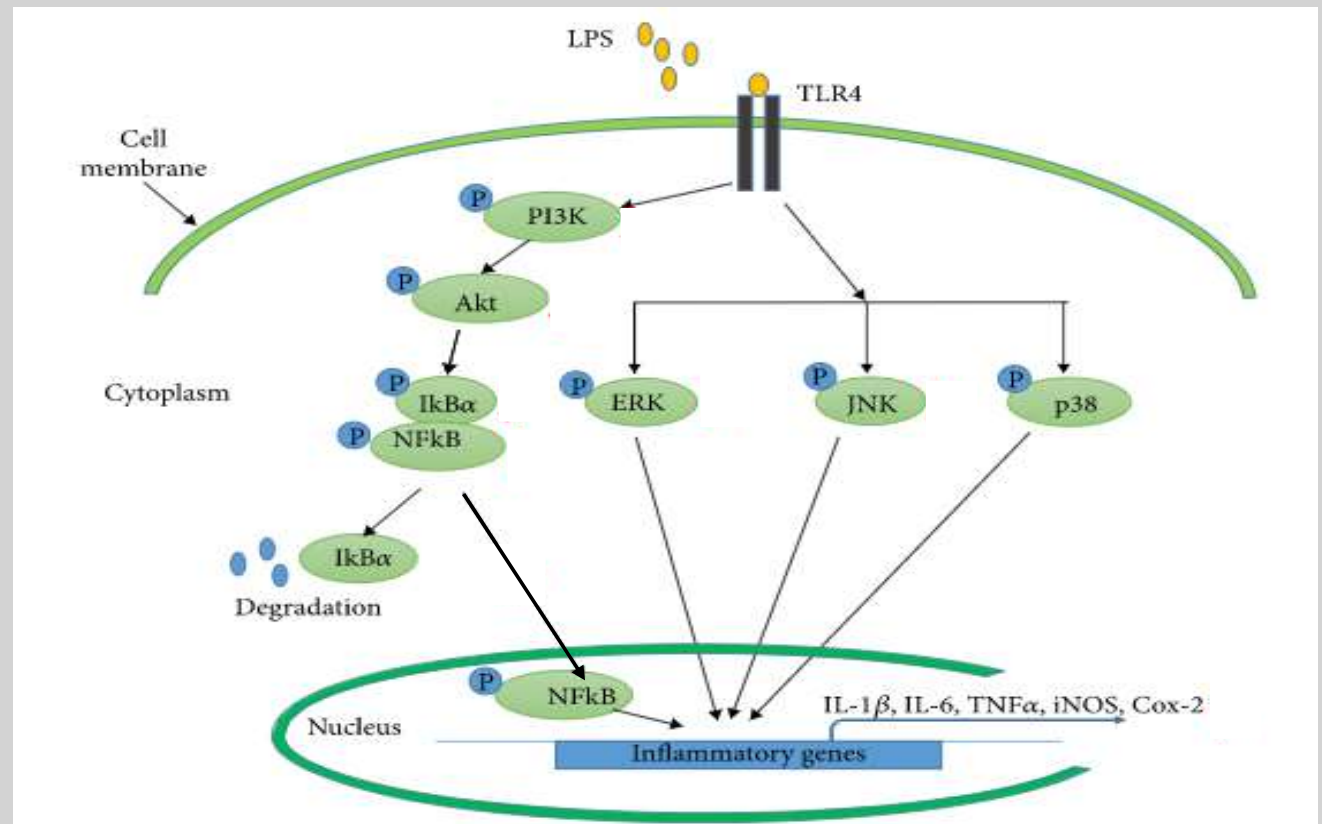 LPS
TLR4
Cell
membrane
P
PI3K
P
Akt
Cytoplasm
P
IkBα
P
NFkB
P
ERK
P
JNK
P
p38
IkBα
Degradation
P
NFkB
Nucleus
IL-1β, IL-6, TNFα, iNOS, Cox-2
Inflammatory genes